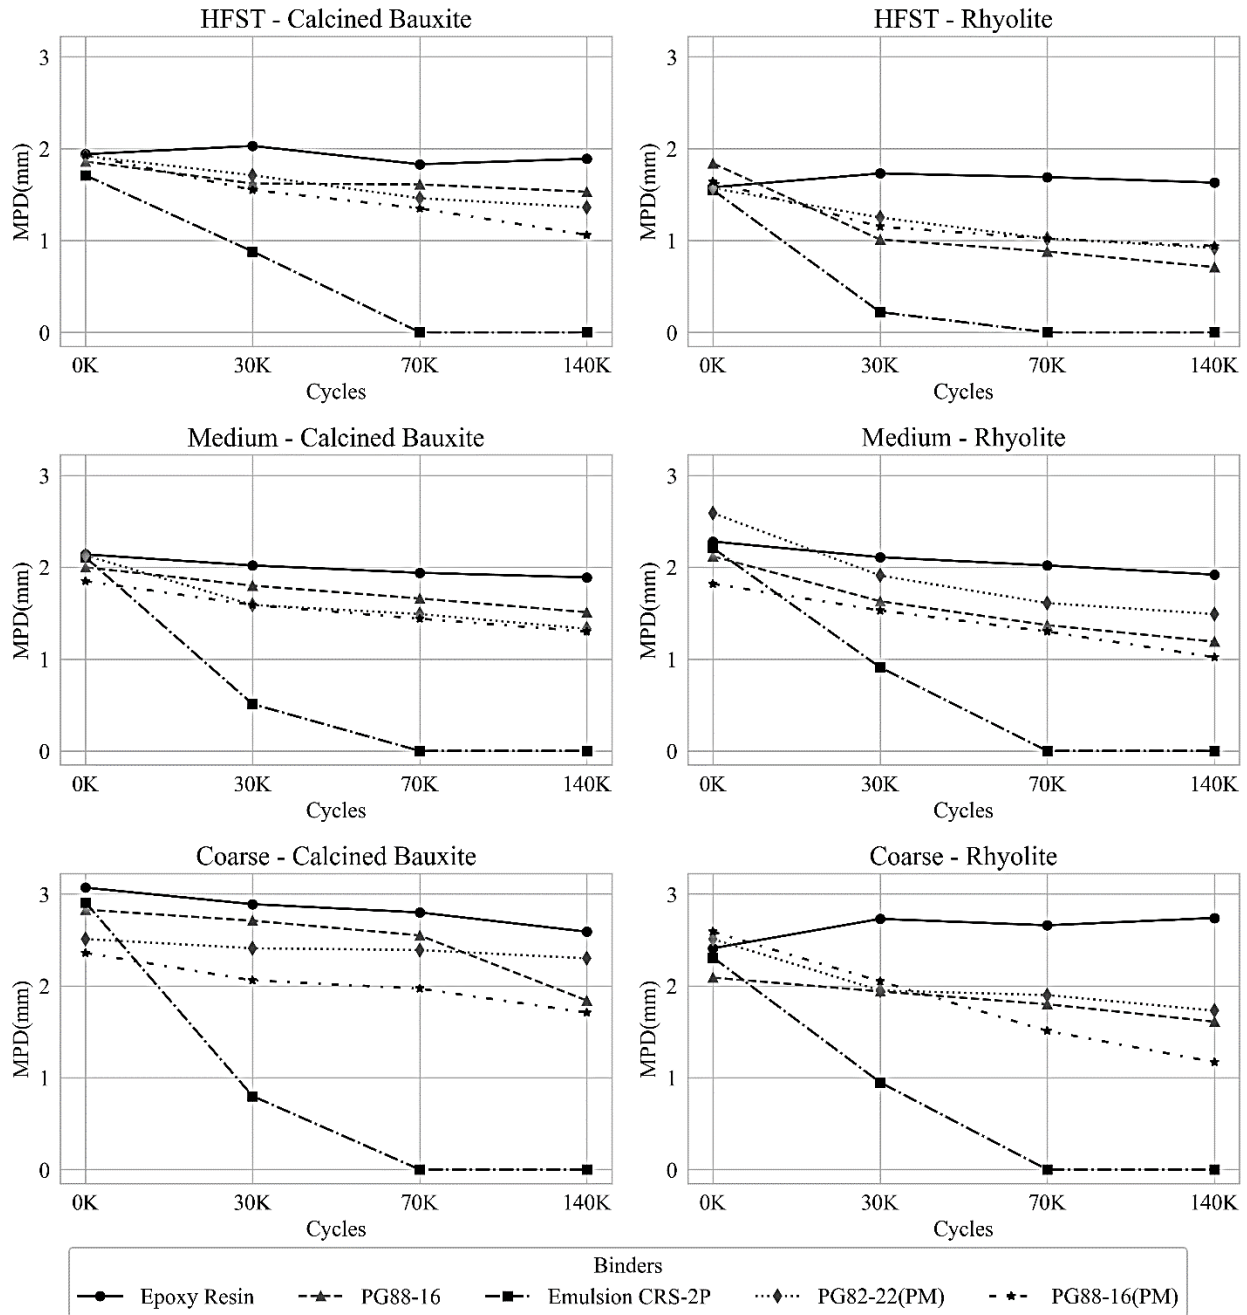 HFST - Calcined Bauxite
3
2
1
0
MPD(mm)
0K 30K 70K 140K
Cycles
HFST - Rhyolite
3
2
1
0
MPD(mm)
0K 30K 70K 140K
Cycles
Medium - Calcined Bauxite
3
2
1
0
MPD(mm)
0K 30K 70K 140K
Cycles
Medium - Rhyolite
3
2
1
0
MPD(mm)
0K 30K 70K 140K
Cycles
Coarse - Calcined Bauxite
3
2
1
0
MPD(mm)
0K 30K 70K 140K
Cycles
Coarse - Rhyolite
3
2
1
0
MPD(mm)
0K 30K 70K 140K
Cycles
Binders
Epoxy Resin PG88-16 Emulsion CRS-2P PG82-22(PM) PG88-16(PM)